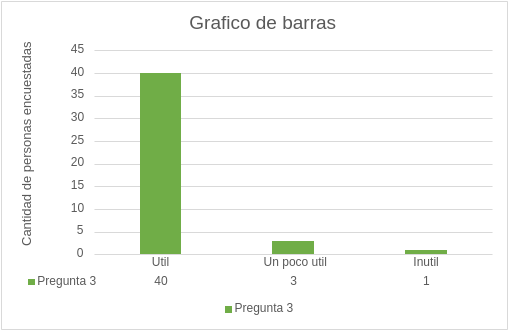 Grafico de barras
Cantidad de personas encuestadas
45
40
35
30
25
20
15
10
5
0
Util Un poco util Inutil
Pregunta 3 40 3 1
Pregunta 3